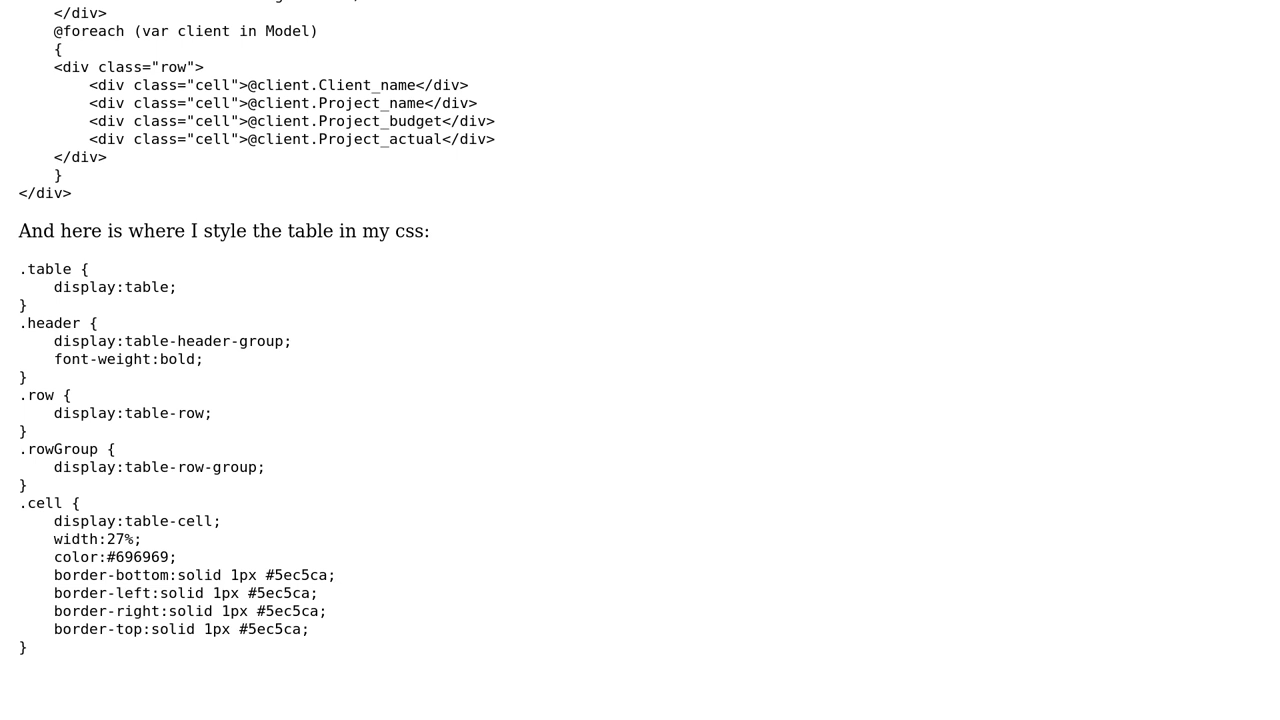 </div>
    @foreach (var client in Model)
    {
    <div class="row">
        <div class="cell">@client.Client_name</div>
        <div class="cell">@client.Project_name</div>
        <div class="cell">@client.Project_budget</div>
        <div class="cell">@client.Project_actual</div>
    </div>
    }
</div>
And here is where I style the table in my css:
.table {
    display:table;
}
.header {
    display:table-header-group;
    font-weight:bold;
}
.row {
    display:table-row;
}
.rowGroup {
    display:table-row-group;
}
.cell {
    display:table-cell;
    width:27%;
    color:#696969;
    border-bottom:solid 1px #5ec5ca;
    border-left:solid 1px #5ec5ca;
    border-right:solid 1px #5ec5ca;
    border-top:solid 1px #5ec5ca;
}